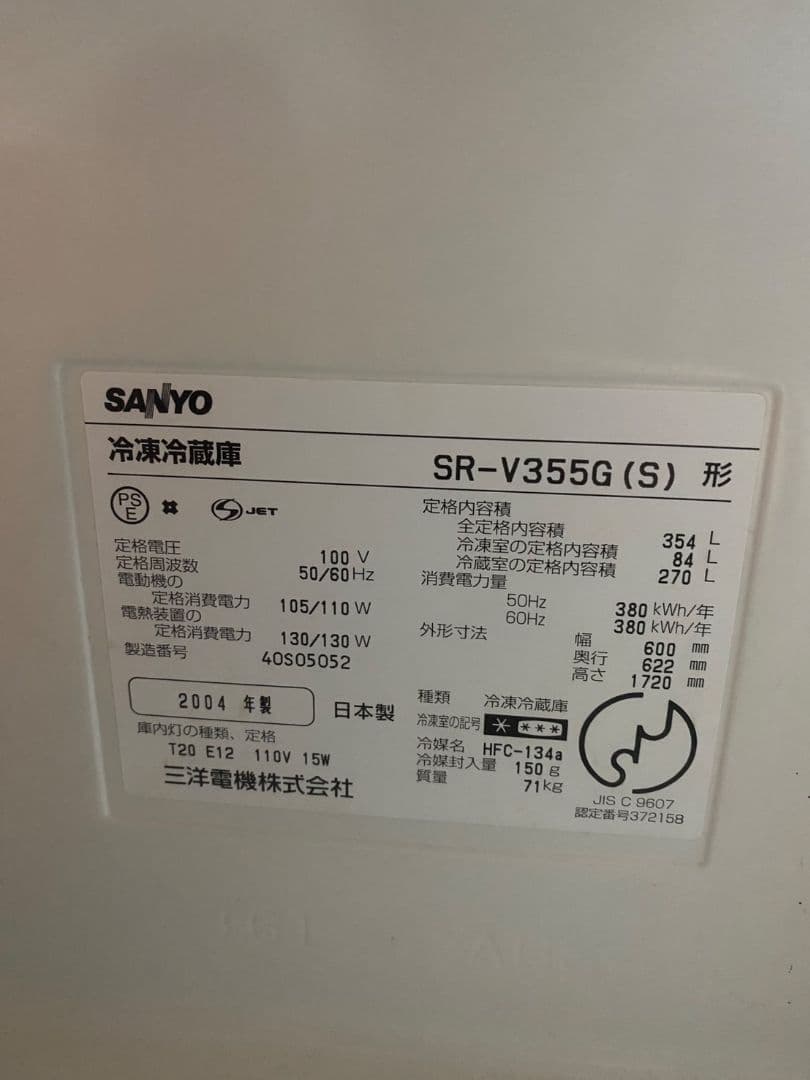 SANYO
冷凍冷蔵庫
SR-V355G(S) 形
PS E
JET
定格電圧 100 V
定格周波数 50/60 Hz
電動機の
定格消費電力 105/110 W
電熱装置の
定格消費電力 130/130 W
製造番号 40S05052
2004 年製
日本製
庫内灯の種類、定格
T20 E12 110V 15W
三洋電機株式会社
定格内容積
全定格内容積 354 L
冷凍室の定格内容積 84 L
冷蔵室の定格内容積 270 L
消費電力量
50Hz 380 kWh/年
60Hz 380 kWh/年
外形寸法
幅 600 mm
奥行 622 mm
高さ 1720 mm
種類 冷凍冷蔵庫
冷凍室の記号 * ***
冷媒名 HFC-134a
冷媒封入量 150 g
質量 71kg
JIS C 9607
認定番号372158